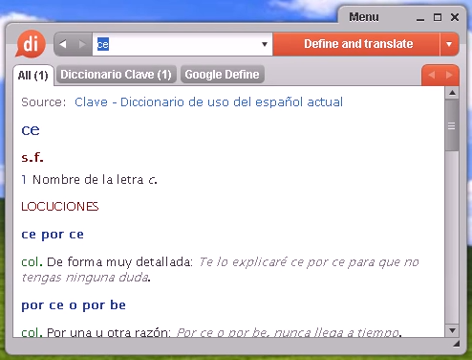 Menu
di
ce
Define and translate
All (1)
Diccionario Clave (1)
Google Define
Source: Clave - Diccionario de uso del español actual
ce
s.f.
1 Nombre de la letra c.
LOCUCIONES
ce por ce
col. De forma muy detallada: Te lo explicaré ce por ce para que no
tengas ninguna duda.
por ce o por be
col. Por una u otra razón: Por ce o por be, nunca llega a tiempo.